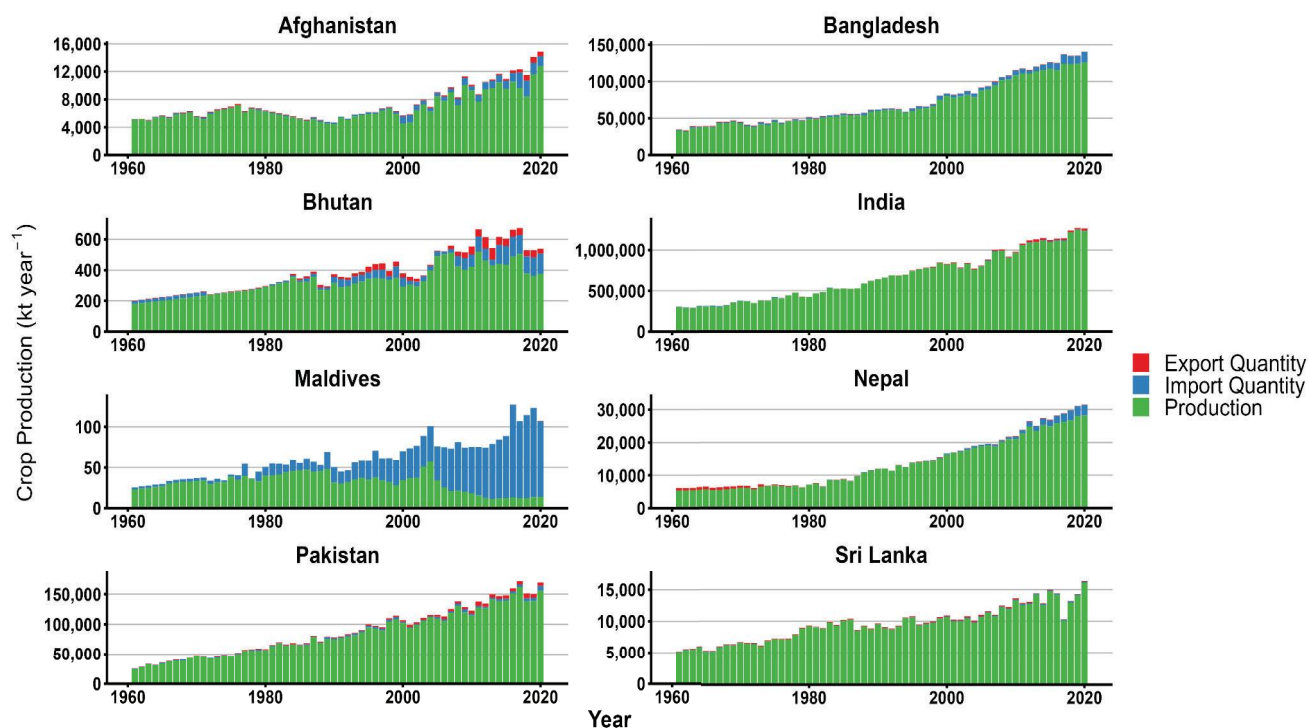 Afghanistan
16,000
12,000
8,000
4,000
0
1960 1980 2000 2020
Bangladesh
150,000
100,000
50,000
0
1960 1980 2000 2020
Bhutan
600
400
200
0
1960 1980 2000 2020
India
1,000,000
500,000
0
1960 1980 2000 2020
Maldives
100
50
0
1960 1980 2000 2020
Nepal
30,000
20,000
10,000
0
1960 1980 2000 2020
Pakistan
150,000
100,000
50,000
0
1960 1980 2000 2020
Sri Lanka
15,000
10,000
5,000
0
1960 1980 2000 2020
Crop Production (kt year⁻¹)
Year
Export Quantity
Import Quantity
Production